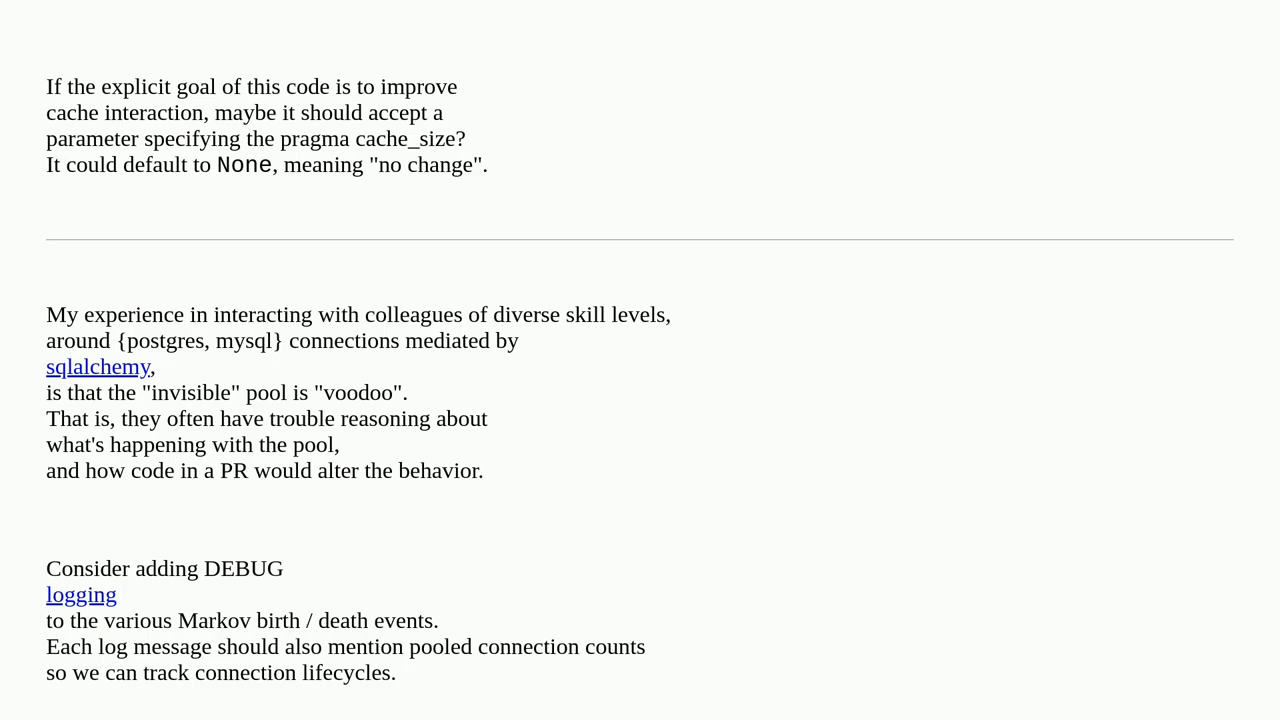 If the explicit goal of this code is to improve
cache interaction, maybe it should accept a
parameter specifying the pragma cache_size?
It could default to None, meaning "no change".
My experience in interacting with colleagues of diverse skill levels,
around {postgres, mysql} connections mediated by
sqlalchemy,
is that the "invisible" pool is "voodoo".
That is, they often have trouble reasoning about
what's happening with the pool,
and how code in a PR would alter the behavior.
Consider adding DEBUG
logging
to the various Markov birth / death events.
Each log message should also mention pooled connection counts
so we can track connection lifecycles.